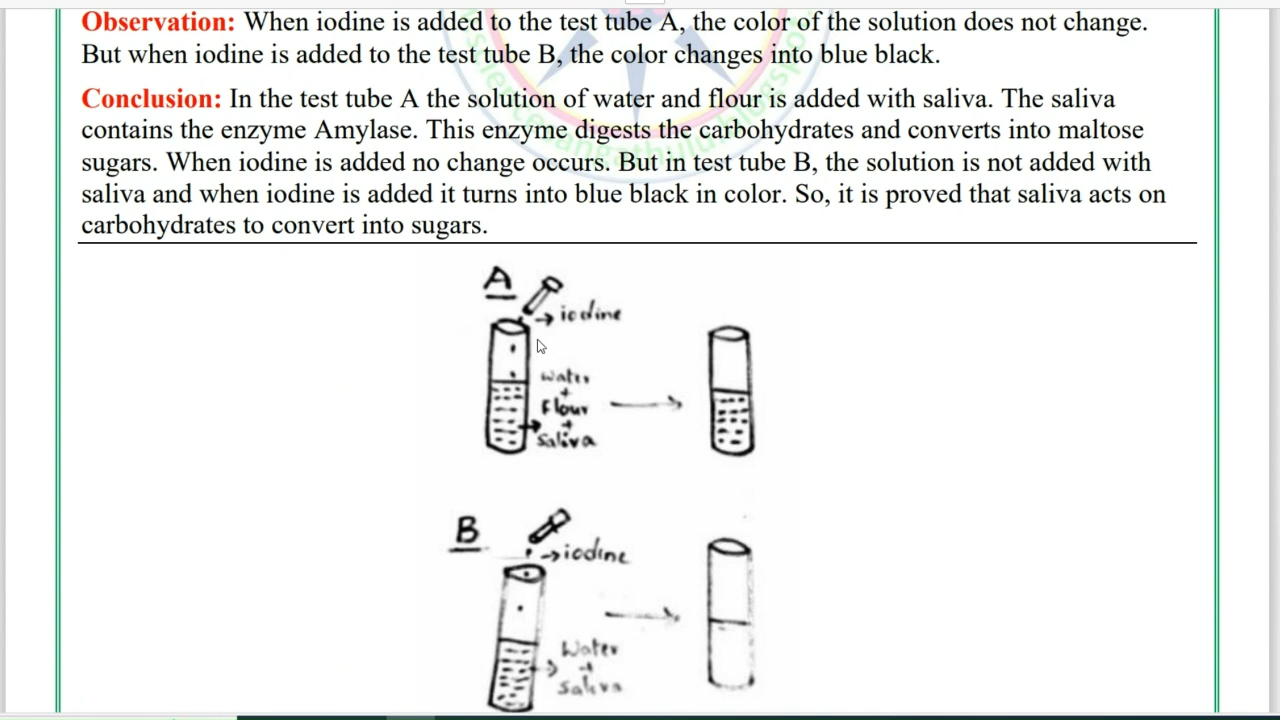 Observation: When iodine is added to the test tube A, the color of the solution does not change.
But when iodine is added to the test tube B, the color changes into blue black.
Conclusion: In the test tube A the solution of water and flour is added with saliva. The saliva
contains the enzyme Amylase. This enzyme digests the carbohydrates and converts into maltose
sugars. When iodine is added no change occurs. But in test tube B, the solution is not added with
saliva and when iodine is added it turns into blue black in color. So, it is proved that saliva acts on
carbohydrates to convert into sugars.
A
iodine
water
+
Flour
+
Saliva
B
iodine
Water
+
Saliva